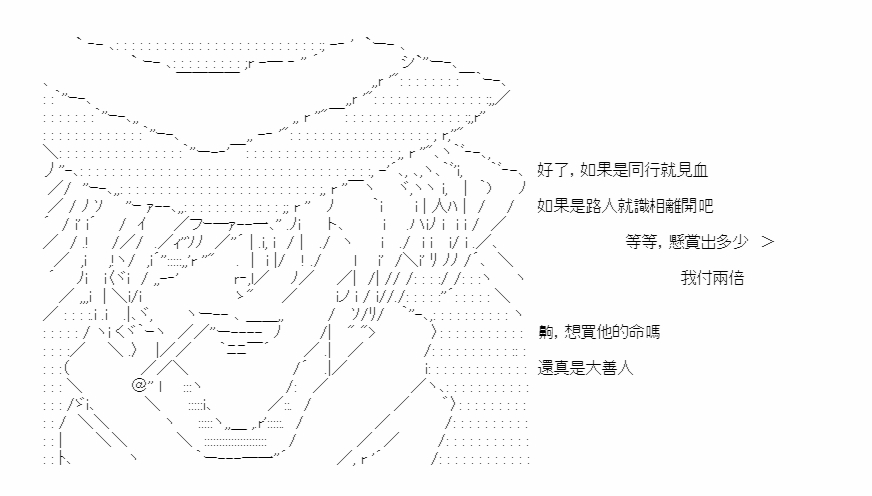 好了, 如果是同行就見血
如果是路人就識相離開吧
等等, 懸賞出多少 >
我付兩倍
齁, 想買他的命嗎
還真是大善人